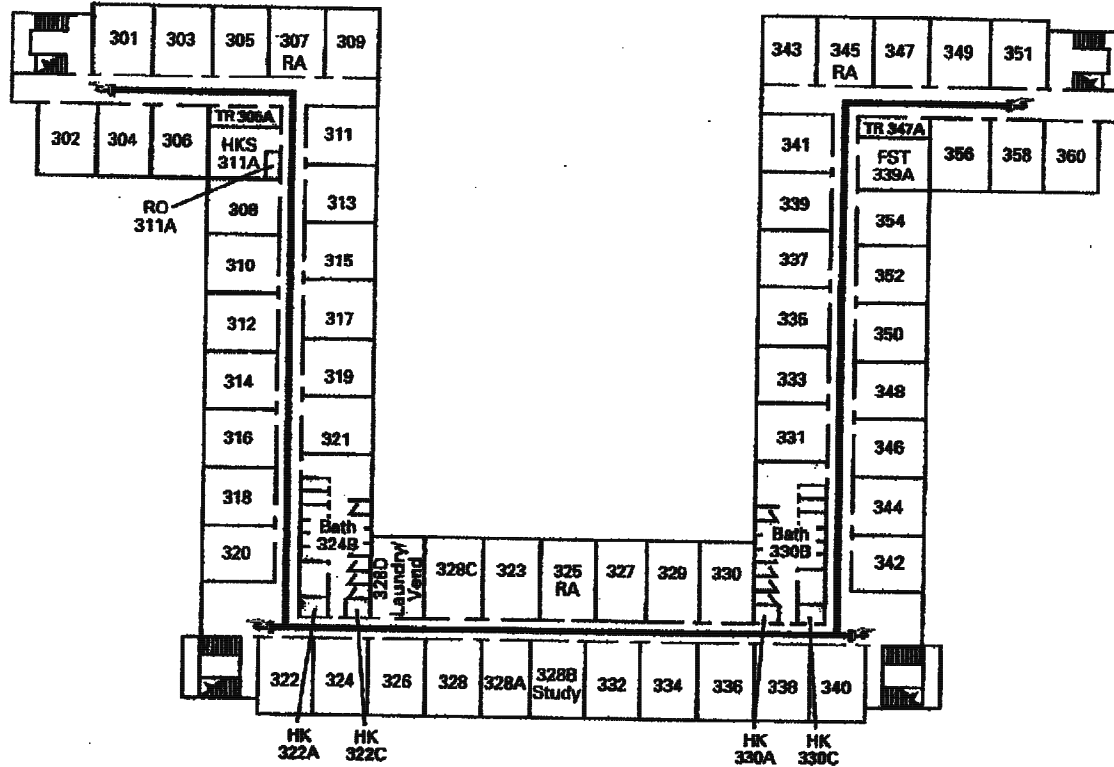 301 303 305 307 309
RA
343 345 347 349 351
RA
302 304 306
TR 306A
HKS
311A
RO
311A
311
313
315
317
319
321
308
310
312
314
316
318
320
Bath
324B
341
339
337
336
333
331
TR 347A
FST
339A
356 358 360
354
352
350
348
346
344
342
Bath
330B
328D
Laundry/
Vend
328C 323 325 327 329 330
RA
322 324 326 328 328A 328B 332 334 336 338 340
Study
HK
322A
HK
322C
HK
330A
HK
330C